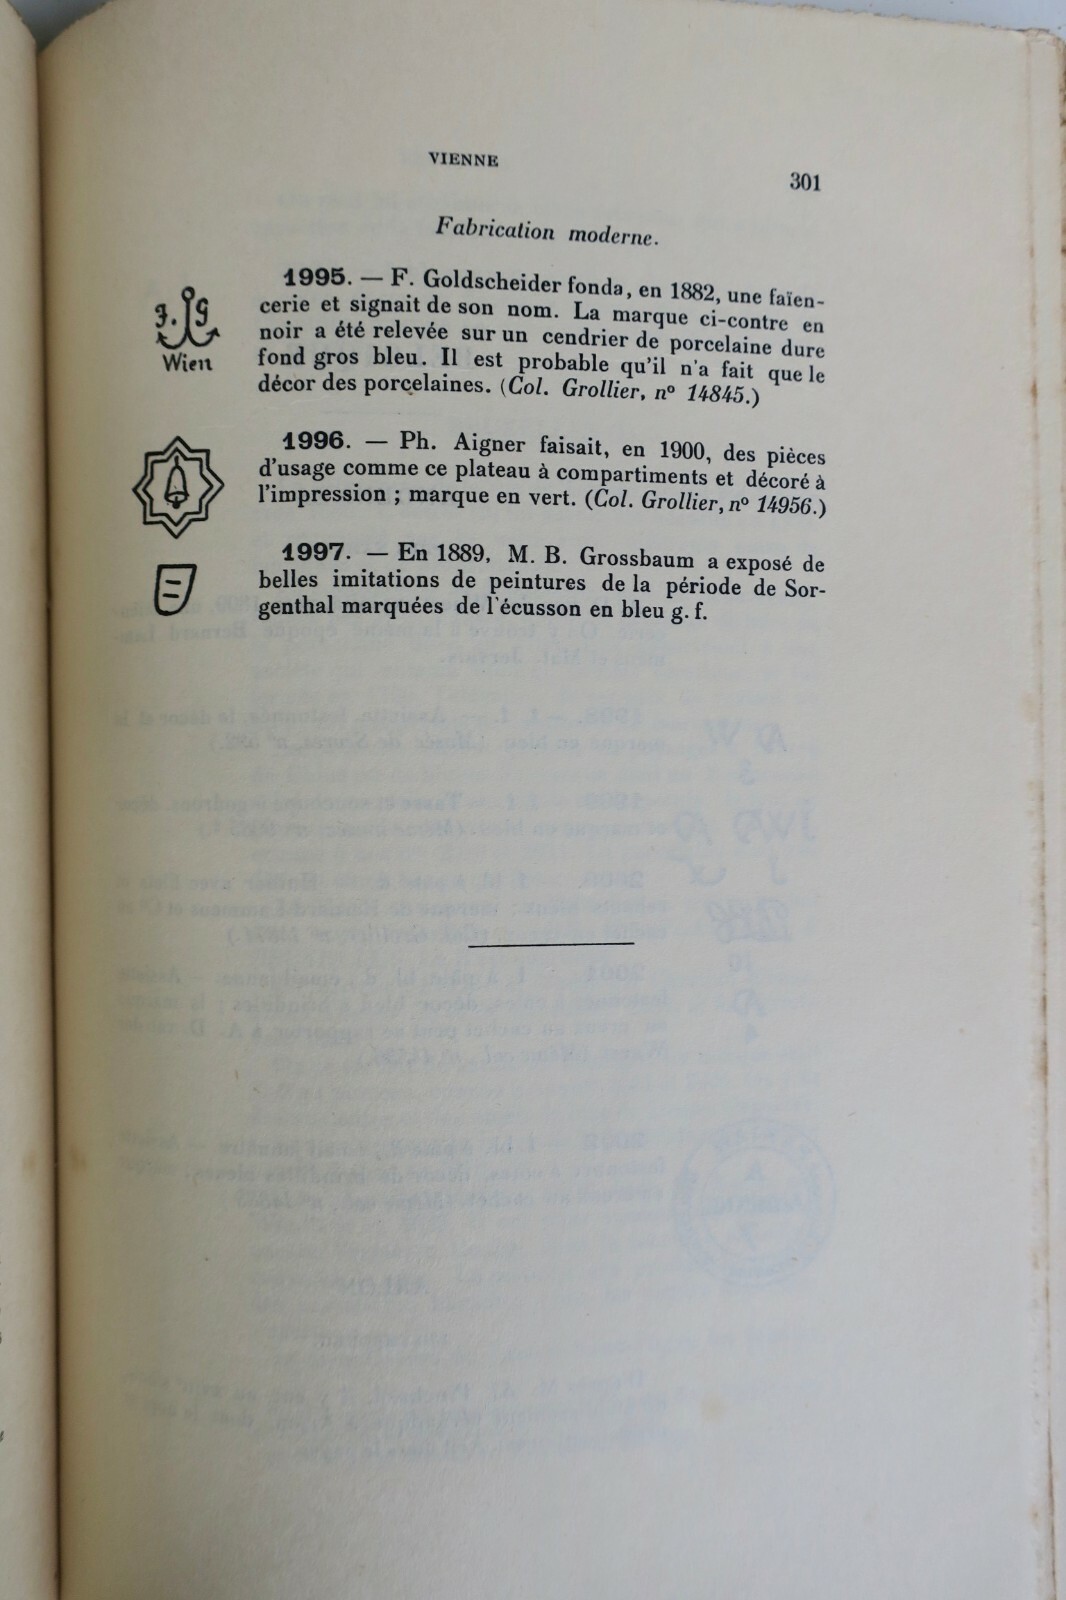 VIENNE
301
Fabrication moderne.
1995. — F. Goldscheider fonda, en 1882, une faïen-
cerie et signait de son nom. La marque ci-contre en
noir a été relevée sur un cendrier de porcelaine dure
fond gros bleu. Il est probable qu'il n'a fait que le
décor des porcelaines. (Col. Grollier, nº 14845.)
F. G
Wien
1996. — Ph. Aigner faisait, en 1900, des pièces
d'usage comme ce plateau à compartiments et décoré à
l'impression ; marque en vert. (Col. Grollier, nº 14956.)
1997. — En 1889, M. B. Grossbaum a exposé de
belles imitations de peintures de la période de Sor-
genthal marquées de l'écusson en bleu g. f.